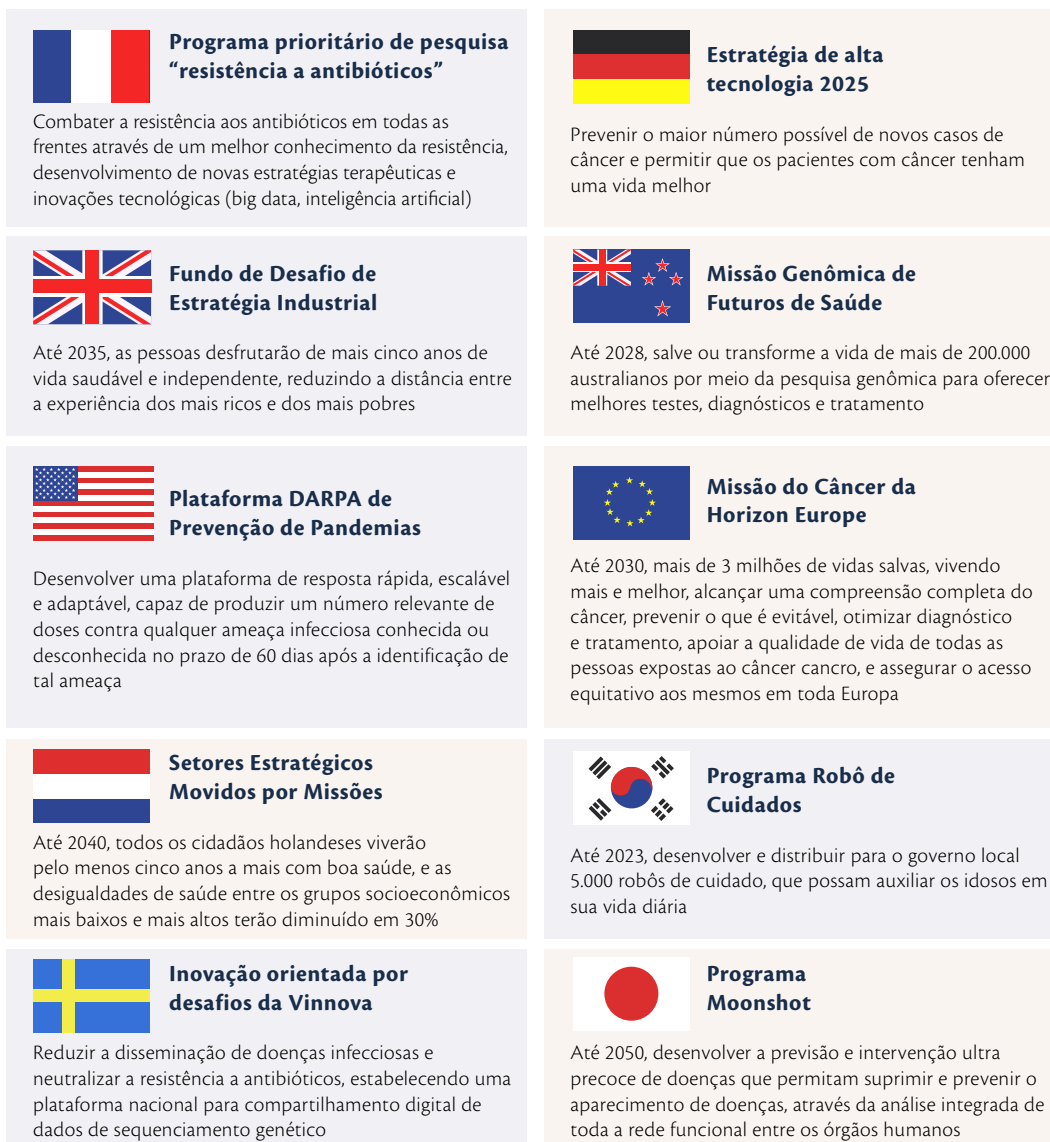 Programa prioritário de pesquisa
“resistência a antibióticos”
Combater a resistência aos antibióticos em todas as
frentes através de um melhor conhecimento da resistência,
desenvolvimento de novas estratégias terapêuticas e
inovações tecnológicas (big data, inteligência artificial)
Estratégia de alta
tecnologia 2025
Prevenir o maior número possível de novos casos de
câncer e permitir que os pacientes com câncer tenham
uma vida melhor
Fundo de Desafio de
Estratégia Industrial
Até 2035, as pessoas desfrutarão de mais cinco anos de
vida saudável e independente, reduzindo a distância entre
a experiência dos mais ricos e dos mais pobres
Missão Genômica de
Futuros de Saúde
Até 2028, salve ou transforme a vida de mais de 200.000
australianos por meio da pesquisa genômica para oferecer
melhores testes, diagnósticos e tratamento
Plataforma DARPA de
Prevenção de Pandemias
Desenvolver uma plataforma de resposta rápida, escalável
e adaptável, capaz de produzir um número relevante de
doses contra qualquer ameaça infecciosa conhecida ou
desconhecida no prazo de 60 dias após a identificação de
tal ameaça
Missão do Câncer da
Horizon Europe
Até 2030, mais de 3 milhões de vidas salvas, vivendo
mais e melhor, alcançar uma compreensão completa do
câncer, prevenir o que é evitável, otimizar diagnóstico
e tratamento, apoiar a qualidade de vida de todas as
pessoas expostas ao câncer cancro, e assegurar o acesso
equitativo aos mesmos em toda Europa
Setores Estratégicos
Movidos por Missões
Até 2040, todos os cidadãos holandeses viverão
pelo menos cinco anos a mais com boa saúde, e as
desigualdades de saúde entre os grupos socioeconômicos
mais baixos e mais altos terão diminuído em 30%
Programa Robô de
Cuidados
Até 2023, desenvolver e distribuir para o governo local
5.000 robôs de cuidado, que possam auxiliar os idosos em
sua vida diária
Inovação orientada por
desafios da Vinnova
Reduzir a disseminação de doenças infecciosas e
neutralizar a resistência a antibióticos, estabelecendo uma
plataforma nacional para compartilhamento digital de
dados de sequenciamento genético
Programa
Moonshot
Até 2050, desenvolver a previsão e intervenção ultra
precoce de doenças que permitam suprimir e prevenir o
aparecimento de doenças, através da análise integrada de
toda a rede funcional entre os órgãos humanos